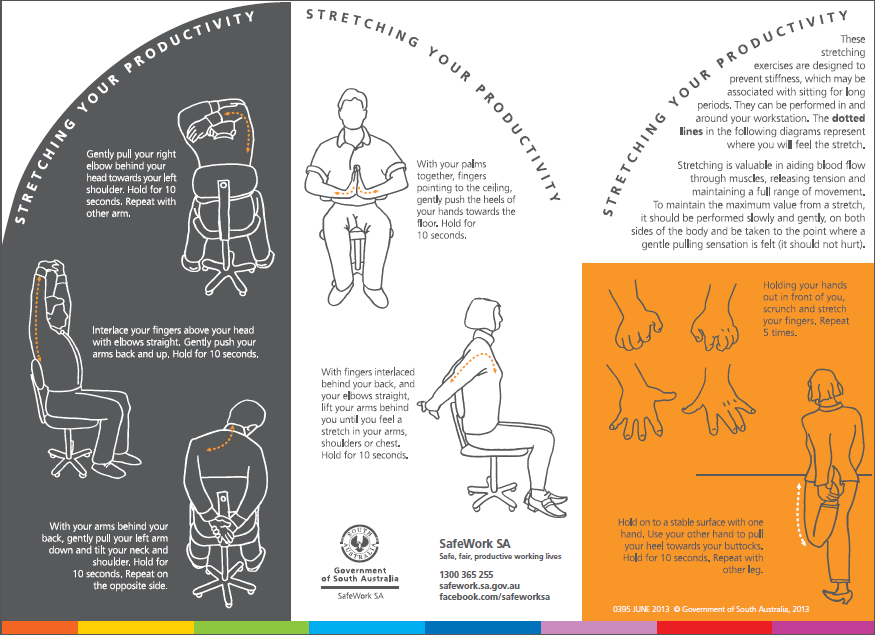 STRETCHING YOUR PRODUCTIVITY
Gently pull your right
elbow behind your
head towards your left
shoulder. Hold for 10
seconds. Repeat with
other arm.
Interlace your fingers above your head
with elbows straight. Gently push your
arms back and up. Hold for 10 seconds.
With your arms behind your
back, gently pull your left arm
down and tilt your neck and
shoulder. Hold for
10 seconds. Repeat on
the opposite side.
STRETCHING YOUR PRODUCTIVITY
With your palms
together, fingers
pointing to the ceiling,
gently push the heels of
your hands towards the
floor. Hold for
10 seconds.
With fingers interlaced
behind your back, and
your elbows straight,
lift your arms behind
you until you feel a
stretch in your arms,
shoulders or chest.
Hold for 10 seconds.
SOUTH
AUSTRALIA
Government
of South Australia
SafeWork SA
SafeWork SA
Safe, fair, productive working lives
1300 365 255
safework.sa.gov.au
facebook.com/safeworksa
STRETCHING YOUR PRODUCTIVITY
These
stretching
exercises are designed to
prevent stiffness, which may be
associated with sitting for long
periods. They can be performed in and
around your workstation. The dotted
lines in the following diagrams represent
where you will feel the stretch.
Stretching is valuable in aiding blood flow
through muscles, releasing tension and
maintaining a full range of movement.
To maintain the maximum value from a stretch,
it should be performed slowly and gently, on both
sides of the body and be taken to the point where a
gentle pulling sensation is felt (it should not hurt).
Holding your hands
out in front of you,
scrunch and stretch
your fingers. Repeat
5 times.
Hold on to a stable surface with one
hand. Use your other hand to pull
your heel towards your buttocks.
Hold for 10 seconds. Repeat with
other leg.
0395 JUNE 2013 © Government of South Australia, 2013